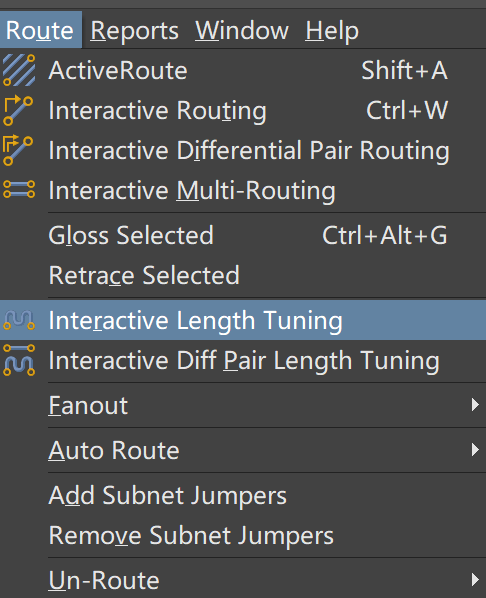 Route Reports Window Help
ActiveRoute Shift+A
Interactive Routing Ctrl+W
Interactive Differential Pair Routing
Interactive Multi-Routing
Gloss Selected Ctrl+Alt+G
Retrace Selected
Interactive Length Tuning
Interactive Diff Pair Length Tuning
Fanout
Auto Route
Add Subnet Jumpers
Remove Subnet Jumpers
Un-Route